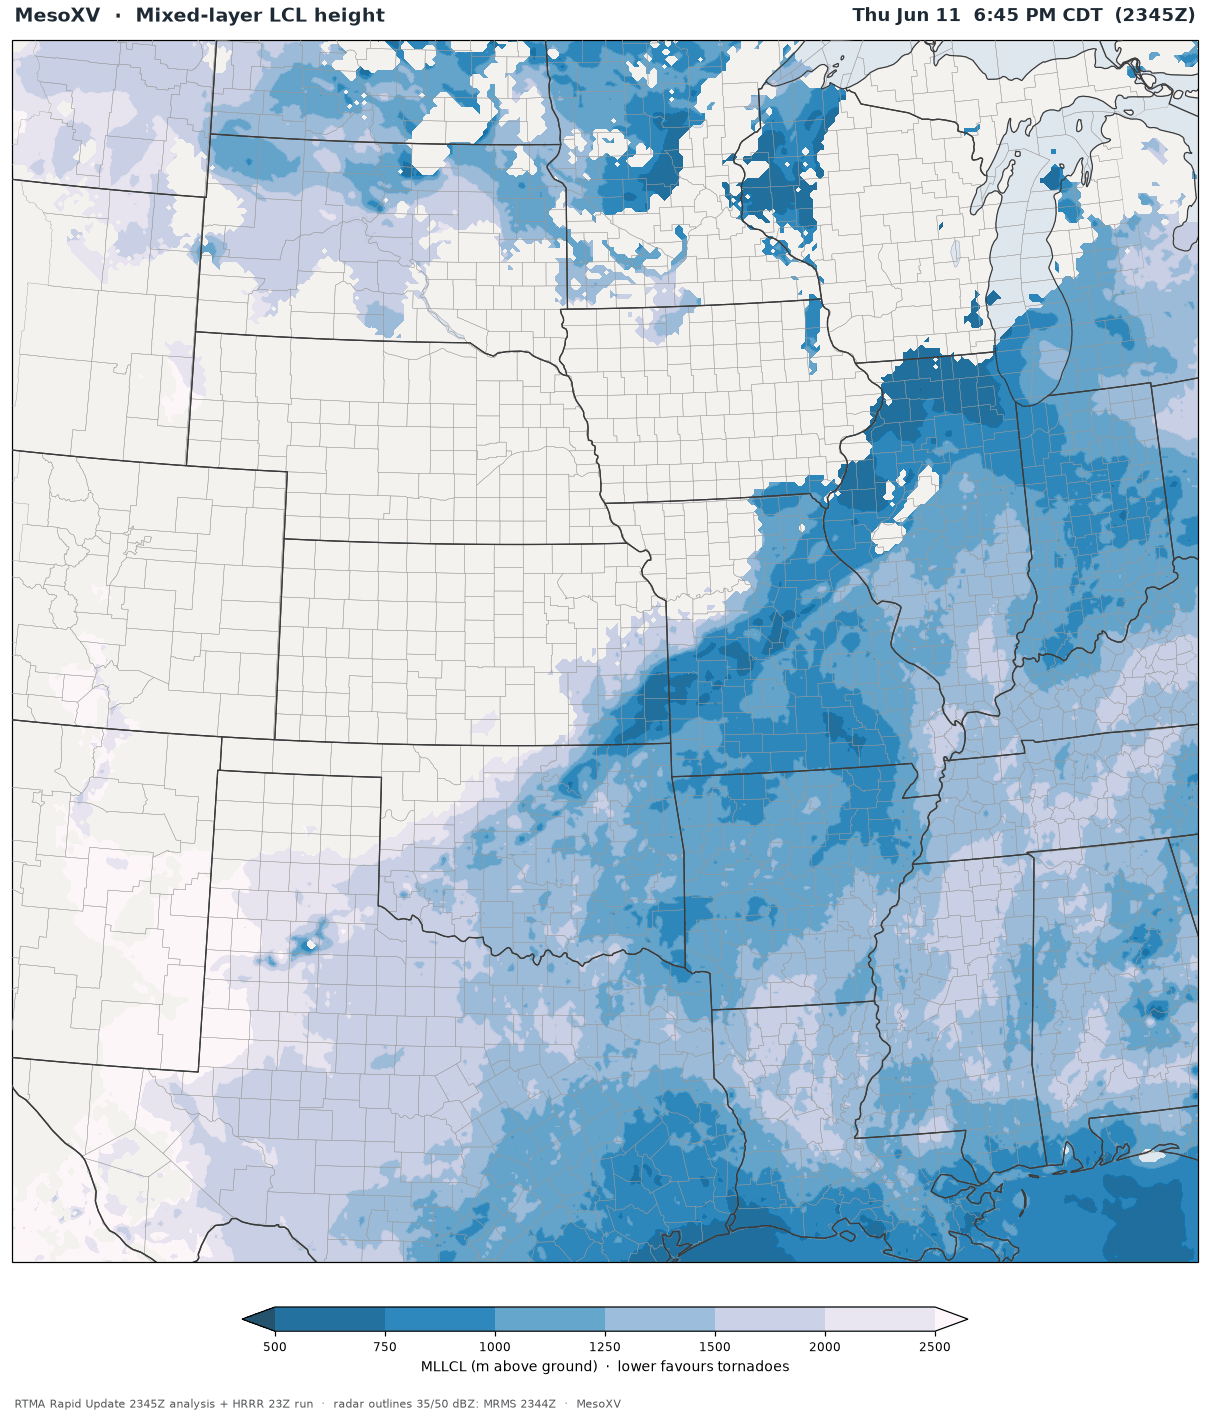 MesoXV · Mixed-layer LCL height
Thu Jun 11 6:45 PM CDT (2345Z)
500 750 1000 1250 1500 2000 2500
MLLCL (m above ground) · lower favours tornadoes
RTMA Rapid Update 2345Z analysis + HRRR 23Z run · radar outlines 35/50 dBZ: MRMS 2344Z · MesoXV